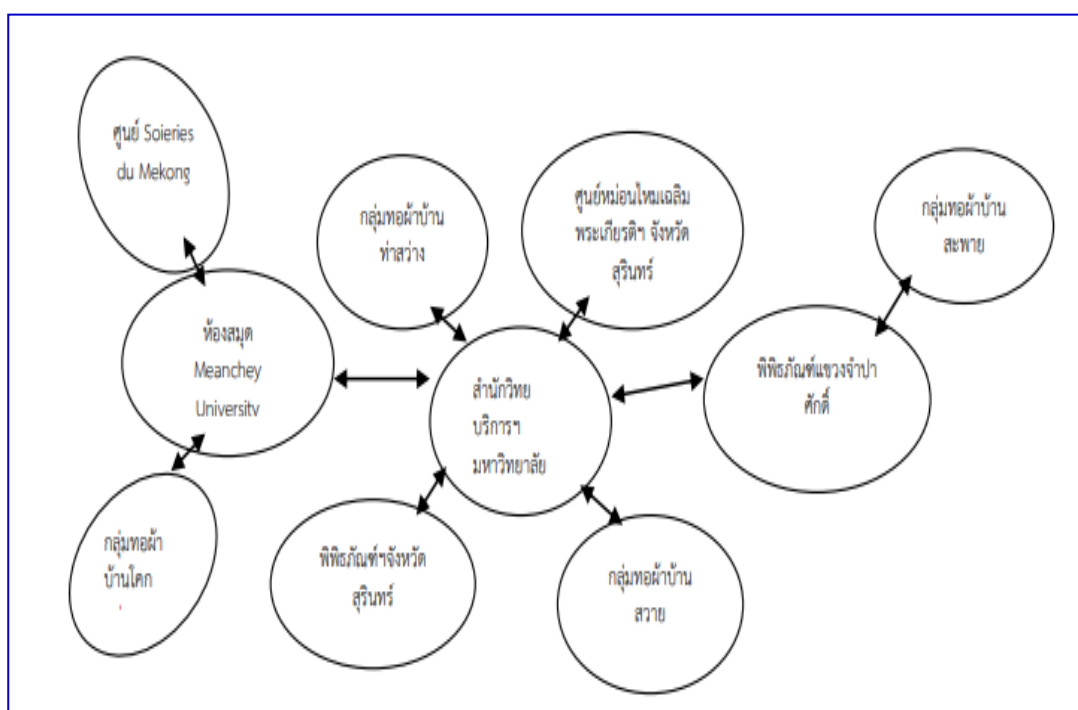 ศูนย์ Soieries
du Mekong
กลุ่มทอผ้าบ้าน
ท่าสว่าง
ศูนย์หม่อนไหมเฉลิม
พระเกียรติฯ จังหวัด
สุรินทร์
กลุ่มทอผ้าบ้าน
สะพาย
ห้องสมุด
Meanchey
University
สำนักวิทย
บริการฯ
มหาวิทยาลัย
พิพิธภัณฑ์แขวงจำปา
ศักดิ์
กลุ่มทอผ้า
บ้านโคก
พิพิธภัณฑ์ฯจังหวัด
สุรินทร์
กลุ่มทอผ้าบ้าน
สวาย